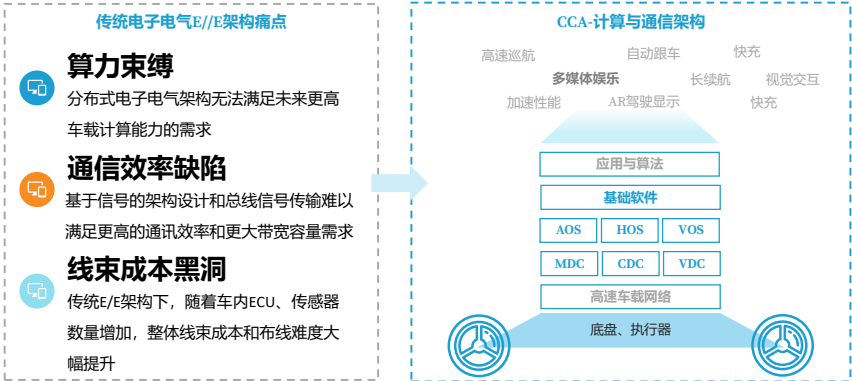 传统电子电气E//E架构痛点
算力束缚
分布式电子电气架构无法满足未来更高
车载计算能力的需求
通信效率缺陷
基于信号的架构设计和总线信号传输难以
满足更高的通讯效率和更大带宽容量需求
线束成本黑洞
传统E/E架构下，随着车内ECU、传感器
数量增加，整体线束成本和布线难度大
幅提升
CCA-计算与通信架构
高速巡航 自动跟车 快充
多媒体娱乐 长续航 视觉交互
加速性能 AR驾驶显示 快充
应用与算法
基础软件
AOS HOS VOS
MDC CDC VDC
高速车载网络
底盘、执行器